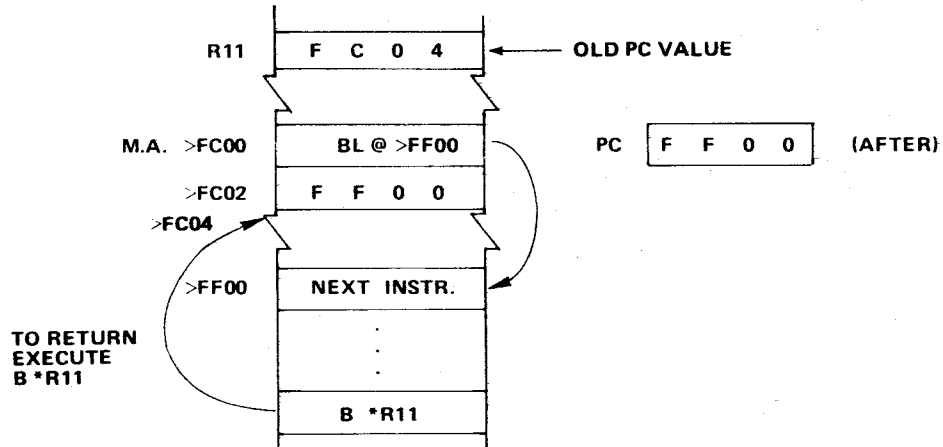 R11 F C 0 4 OLD PC VALUE
M.A. >FC00 BL @ >FF00 PC F F 0 0 (AFTER)
>FC02 F F 0 0
>FC04
>FF00 NEXT INSTR.
TO RETURN
EXECUTE
B *R11
B *R11